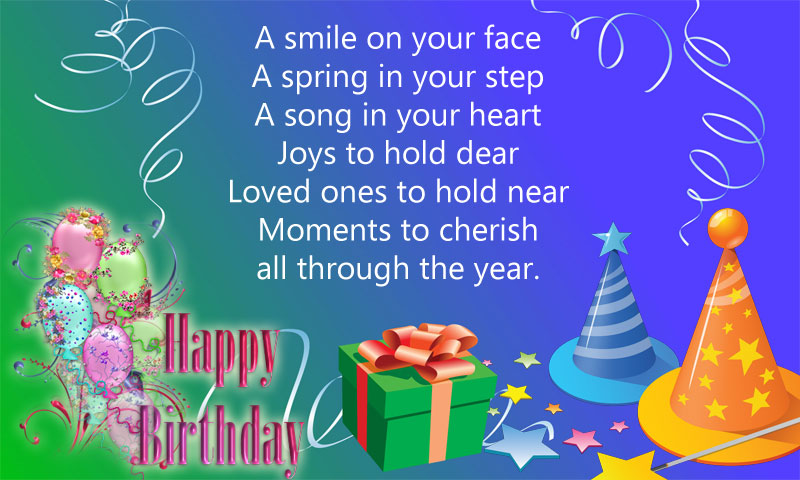 A smile on your face
A spring in your step
A song in your heart
Joys to hold dear
Loved ones to hold near
Moments to cherish
all through the year.
Happy
Birthday